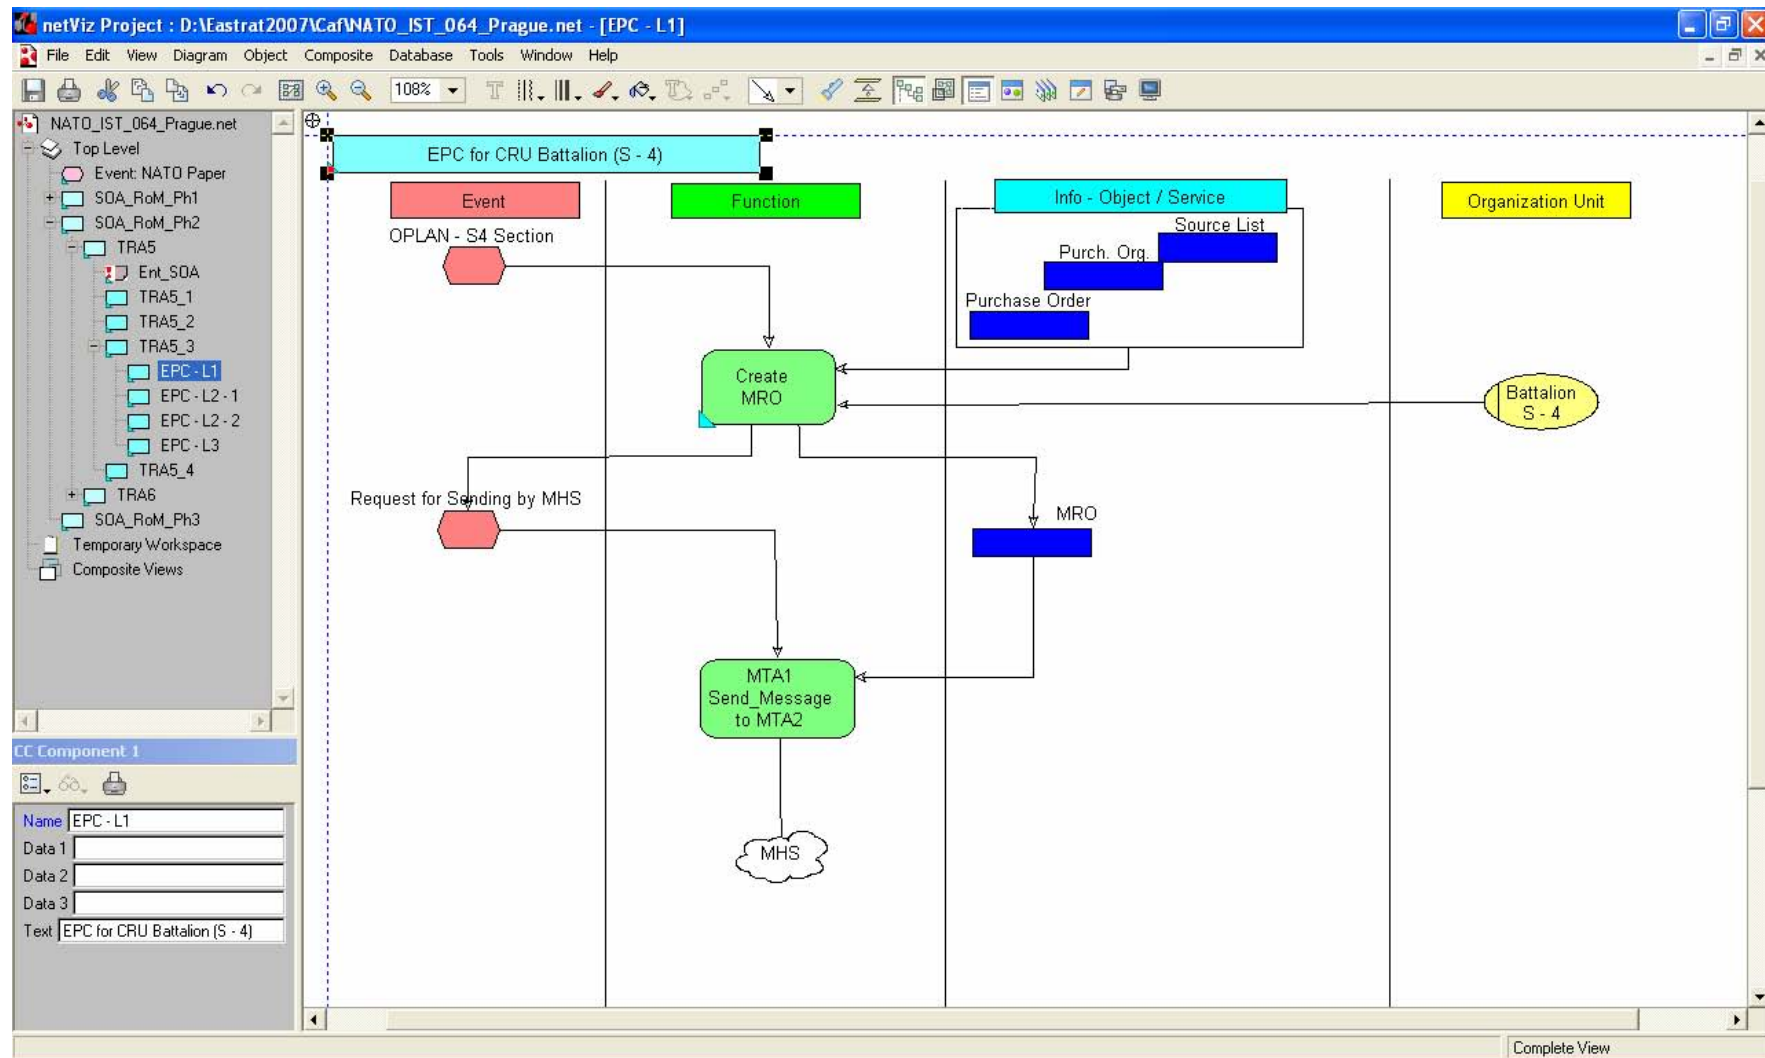 netViz Project : D:\Eastrat2007\Caf\NATO_IST_064_Prague.net - [EPC - L1]
File Edit View Diagram Object Composite Database Tools Window Help
108%
NATO_IST_064_Prague.net
Top Level
Event: NATO Paper
SOA_RoM_Ph1
SOA_RoM_Ph2
TRA5
Ent_SOA
TRA5_1
TRA5_2
TRA5_3
EPC - L1
EPC - L2 - 1
EPC - L2 - 2
EPC - L3
TRA5_4
TRA6
SOA_RoM_Ph3
Temporary Workspace
Composite Views
CC Component 1
Name EPC - L1
Data 1
Data 2
Data 3
Text EPC for CRU Battalion (S - 4)
EPC for CRU Battalion (S - 4)
Event
Function
Info - Object / Service
Organization Unit
OPLAN - S4 Section
Source List
Purch. Org.
Purchase Order
Create
MRO
Battalion
S - 4
Request for Sending by MHS
MRO
MTA1
Send_Message
to MTA2
MHS
Complete View